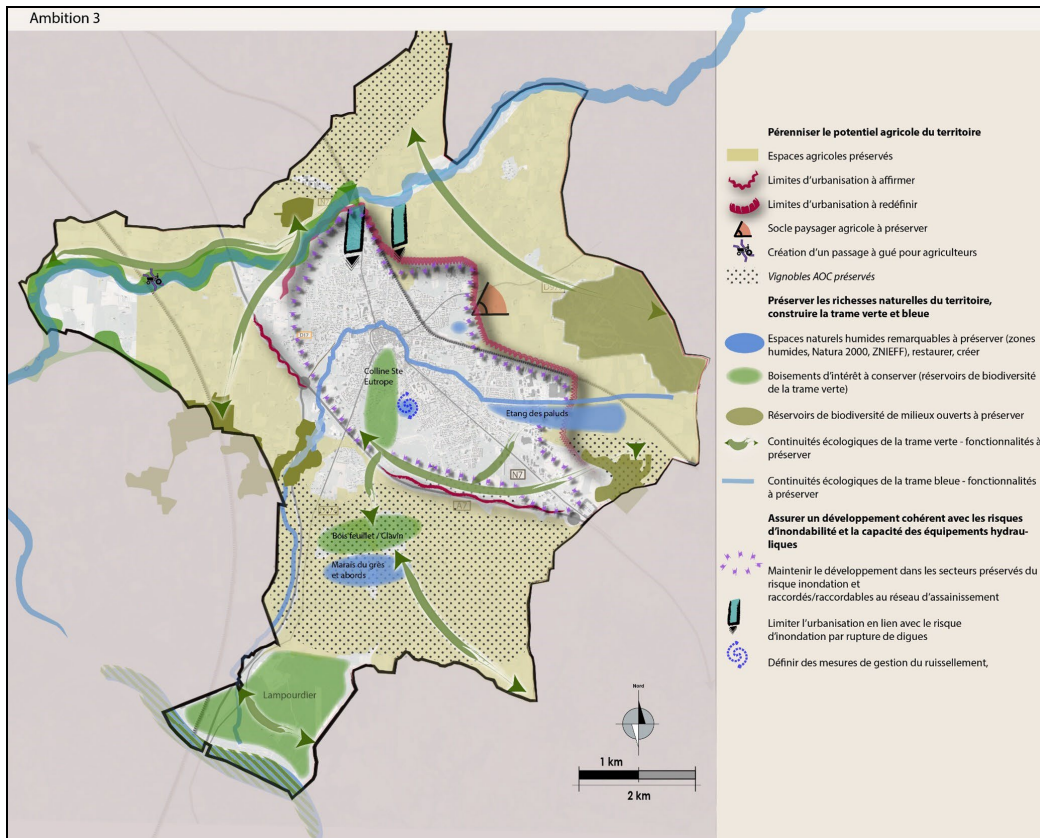 Ambition 3
Colline Ste
Eutrope
Etang des paluds
N7
A7
Bois feuillet / Clavin
Marais du grès
et abords
Lampourdier
Nord
1 km
2 km
Pérenniser le potentiel agricole du territoire
Espaces agricoles préservés
Limites d'urbanisation à affirmer
Limites d'urbanisation à redéfinir
Socle paysager agricole à préserver
Création d'un passage à gué pour agriculteurs
Vignobles AOC préservés
Préserver les richesses naturelles du territoire,
construire la trame verte et bleue
Espaces naturels humides remarquables à préserver (zones
humides, Natura 2000, ZNIEFF), restaurer, créer
Boisements d'intérêt à conserver (réservoirs de biodiversité
de la trame verte)
Réservoirs de biodiversité de milieux ouverts à préserver
Continuités écologiques de la trame verte - fonctionnalités à
préserver
Continuités écologiques de la trame bleue - fonctionnalités
à préserver
Assurer un développement cohérent avec les risques
d'inondabilité et la capacité des équipements hydrau-
liques
Maintenir le développement dans les secteurs préservés du
risque inondation et
raccordés/raccordables au réseau d'assainissement
Limiter l'urbanisation en lien avec le risque
d'inondation par rupture de digues
Définir des mesures de gestion du ruissellement,